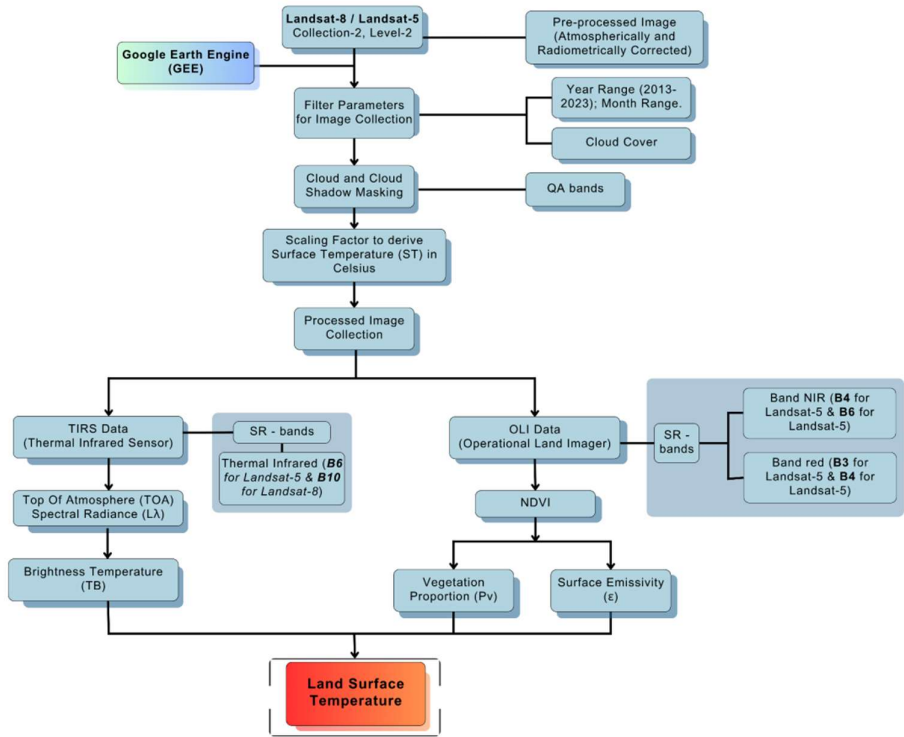 Landsat-8 / Landsat-5
Collection-2, Level-2
Pre-processed Image
(Atmospherically and
Radiometrically Corrected)
Google Earth Engine
(GEE)
Filter Parameters
for Image Collection
Year Range (2013-
2023); Month Range.
Cloud Cover
Cloud and Cloud
Shadow Masking
QA bands
Scaling Factor to derive
Surface Temperature (ST) in
Celsius
Processed Image
Collection
TIRS Data
(Thermal Infrared Sensor)
SR - bands
Thermal Infrared (B6
for Landsat-5 & B10
for Landsat-8)
Top Of Atmosphere (TOA)
Spectral Radiance (Lλ)
Brightness Temperature
(TB)
OLI Data
(Operational Land Imager)
SR -
bands
Band NIR (B4 for
Landsat-5 & B6 for
Landsat-5)
Band red (B3 for
Landsat-5 & B4 for
Landsat-5)
NDVI
Vegetation
Proportion (Pv)
Surface Emissivity
(ε)
Land Surface
Temperature